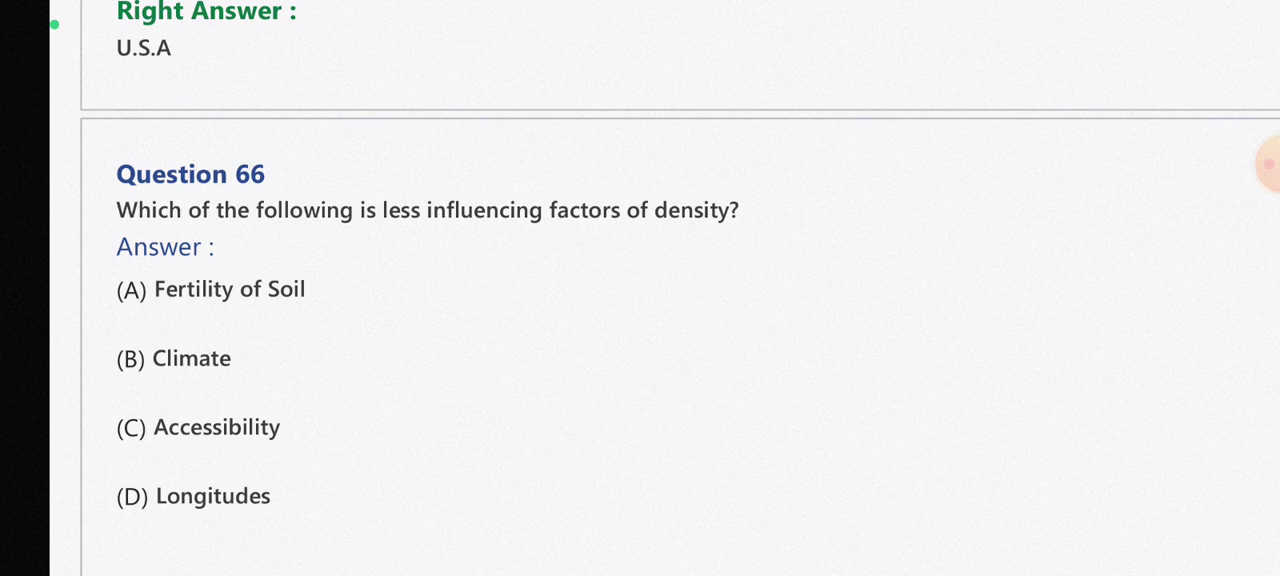 Right Answer :
U.S.A
Question 66
Which of the following is less influencing factors of density?
Answer :
(A) Fertility of Soil
(B) Climate
(C) Accessibility
(D) Longitudes